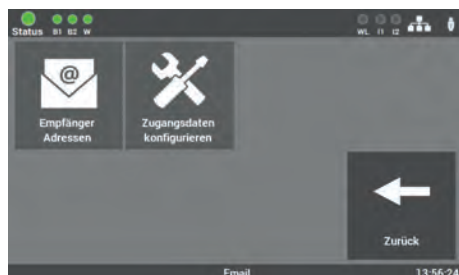 Status B1 B2 W WL I1 I2
@
Empfänger
Adressen
Zugangsdaten
konfigurieren
Zurück
Email 13:56:24